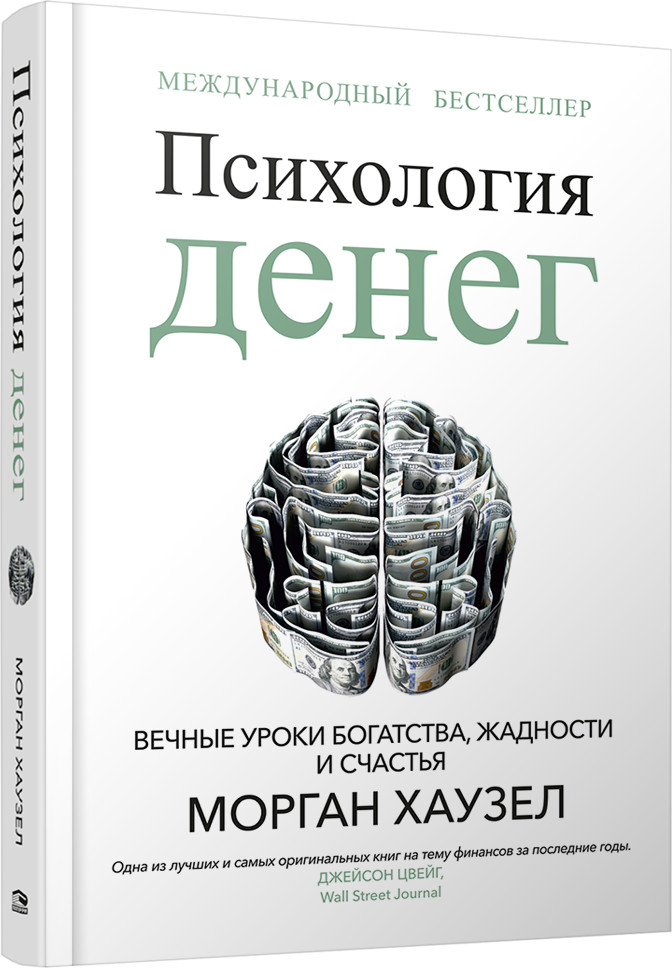 МЕЖДУНАРОДНЫЙ БЕСТСЕЛЛЕР
Психология
денег
ВЕЧНЫЕ УРОКИ БОГАТСТВА, ЖАДНОСТИ
И СЧАСТЬЯ
МОРГАН ХАУЗЕЛ
Одна из лучших и самых оригинальных книг на тему финансов за последние годы.
ДЖЕЙСОН ЦВЕЙГ,
Wall Street Journal
Психология денег
МОРГАН ХАУЗЕЛ